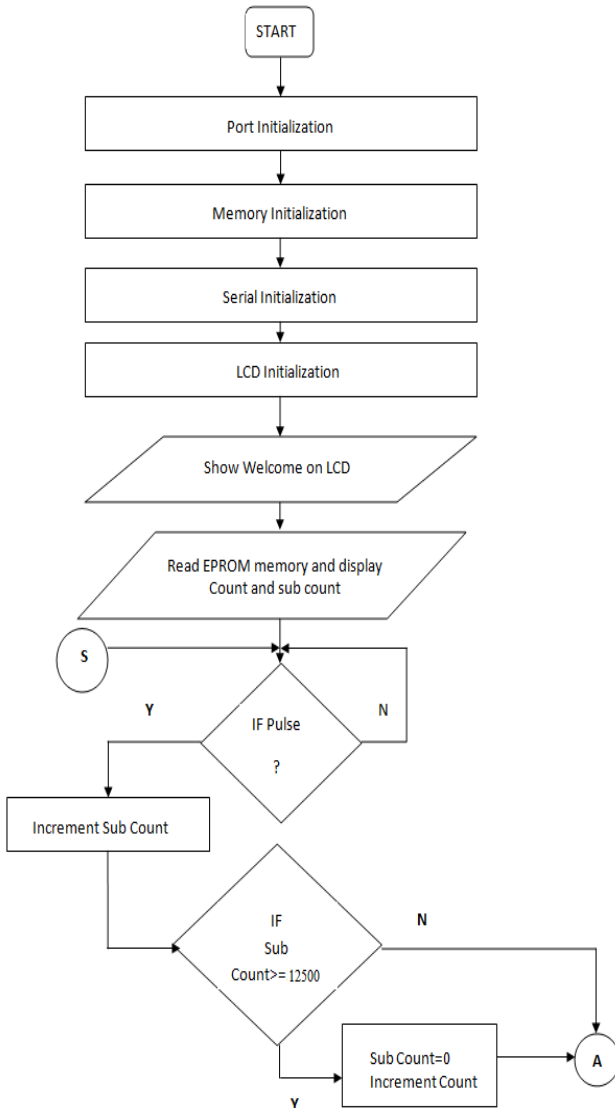 START
Port Initialization
Memory Initialization
Serial Initialization
LCD Initialization
Show Welcome on LCD
Read EPROM memory and display
Count and sub count
S
Y
N
IF Pulse
?
Increment Sub Count
IF
Sub
Count>= 12500
N
Sub Count=0
Increment Count
A
Y